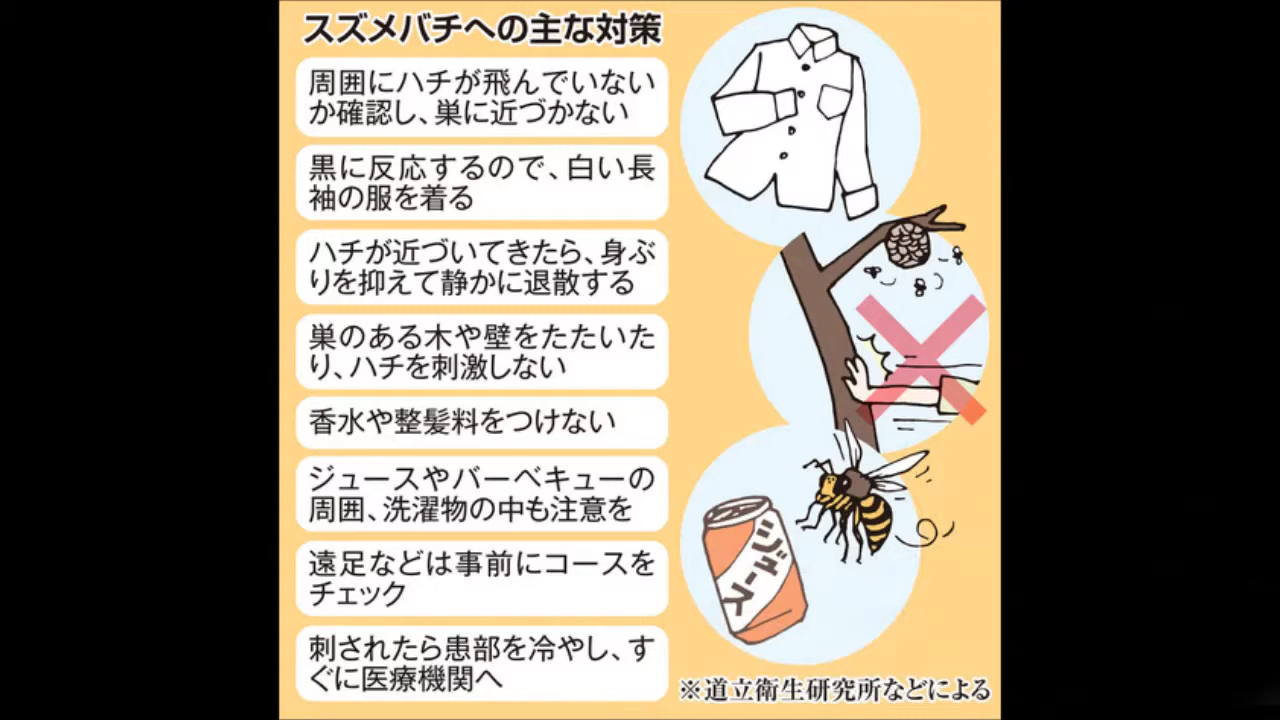 スズメバチへの主な対策
周囲にハチが飛んでいない
か確認し、巣に近づかない
黒に反応するので、白い長
袖の服を着る
ハチが近づいてきたら、身ぶ
りを抑えて静かに退散する
巣のある木や壁をたたいた
り、ハチを刺激しない
香水や整髪料をつけない
ジュースやバーベキューの
周囲、洗濯物の中も注意を
遠足などは事前にコースを
チェック
刺されたら患部を冷やし、す
ぐに医療機関へ
ジュース
※道立衛生研究所などによる